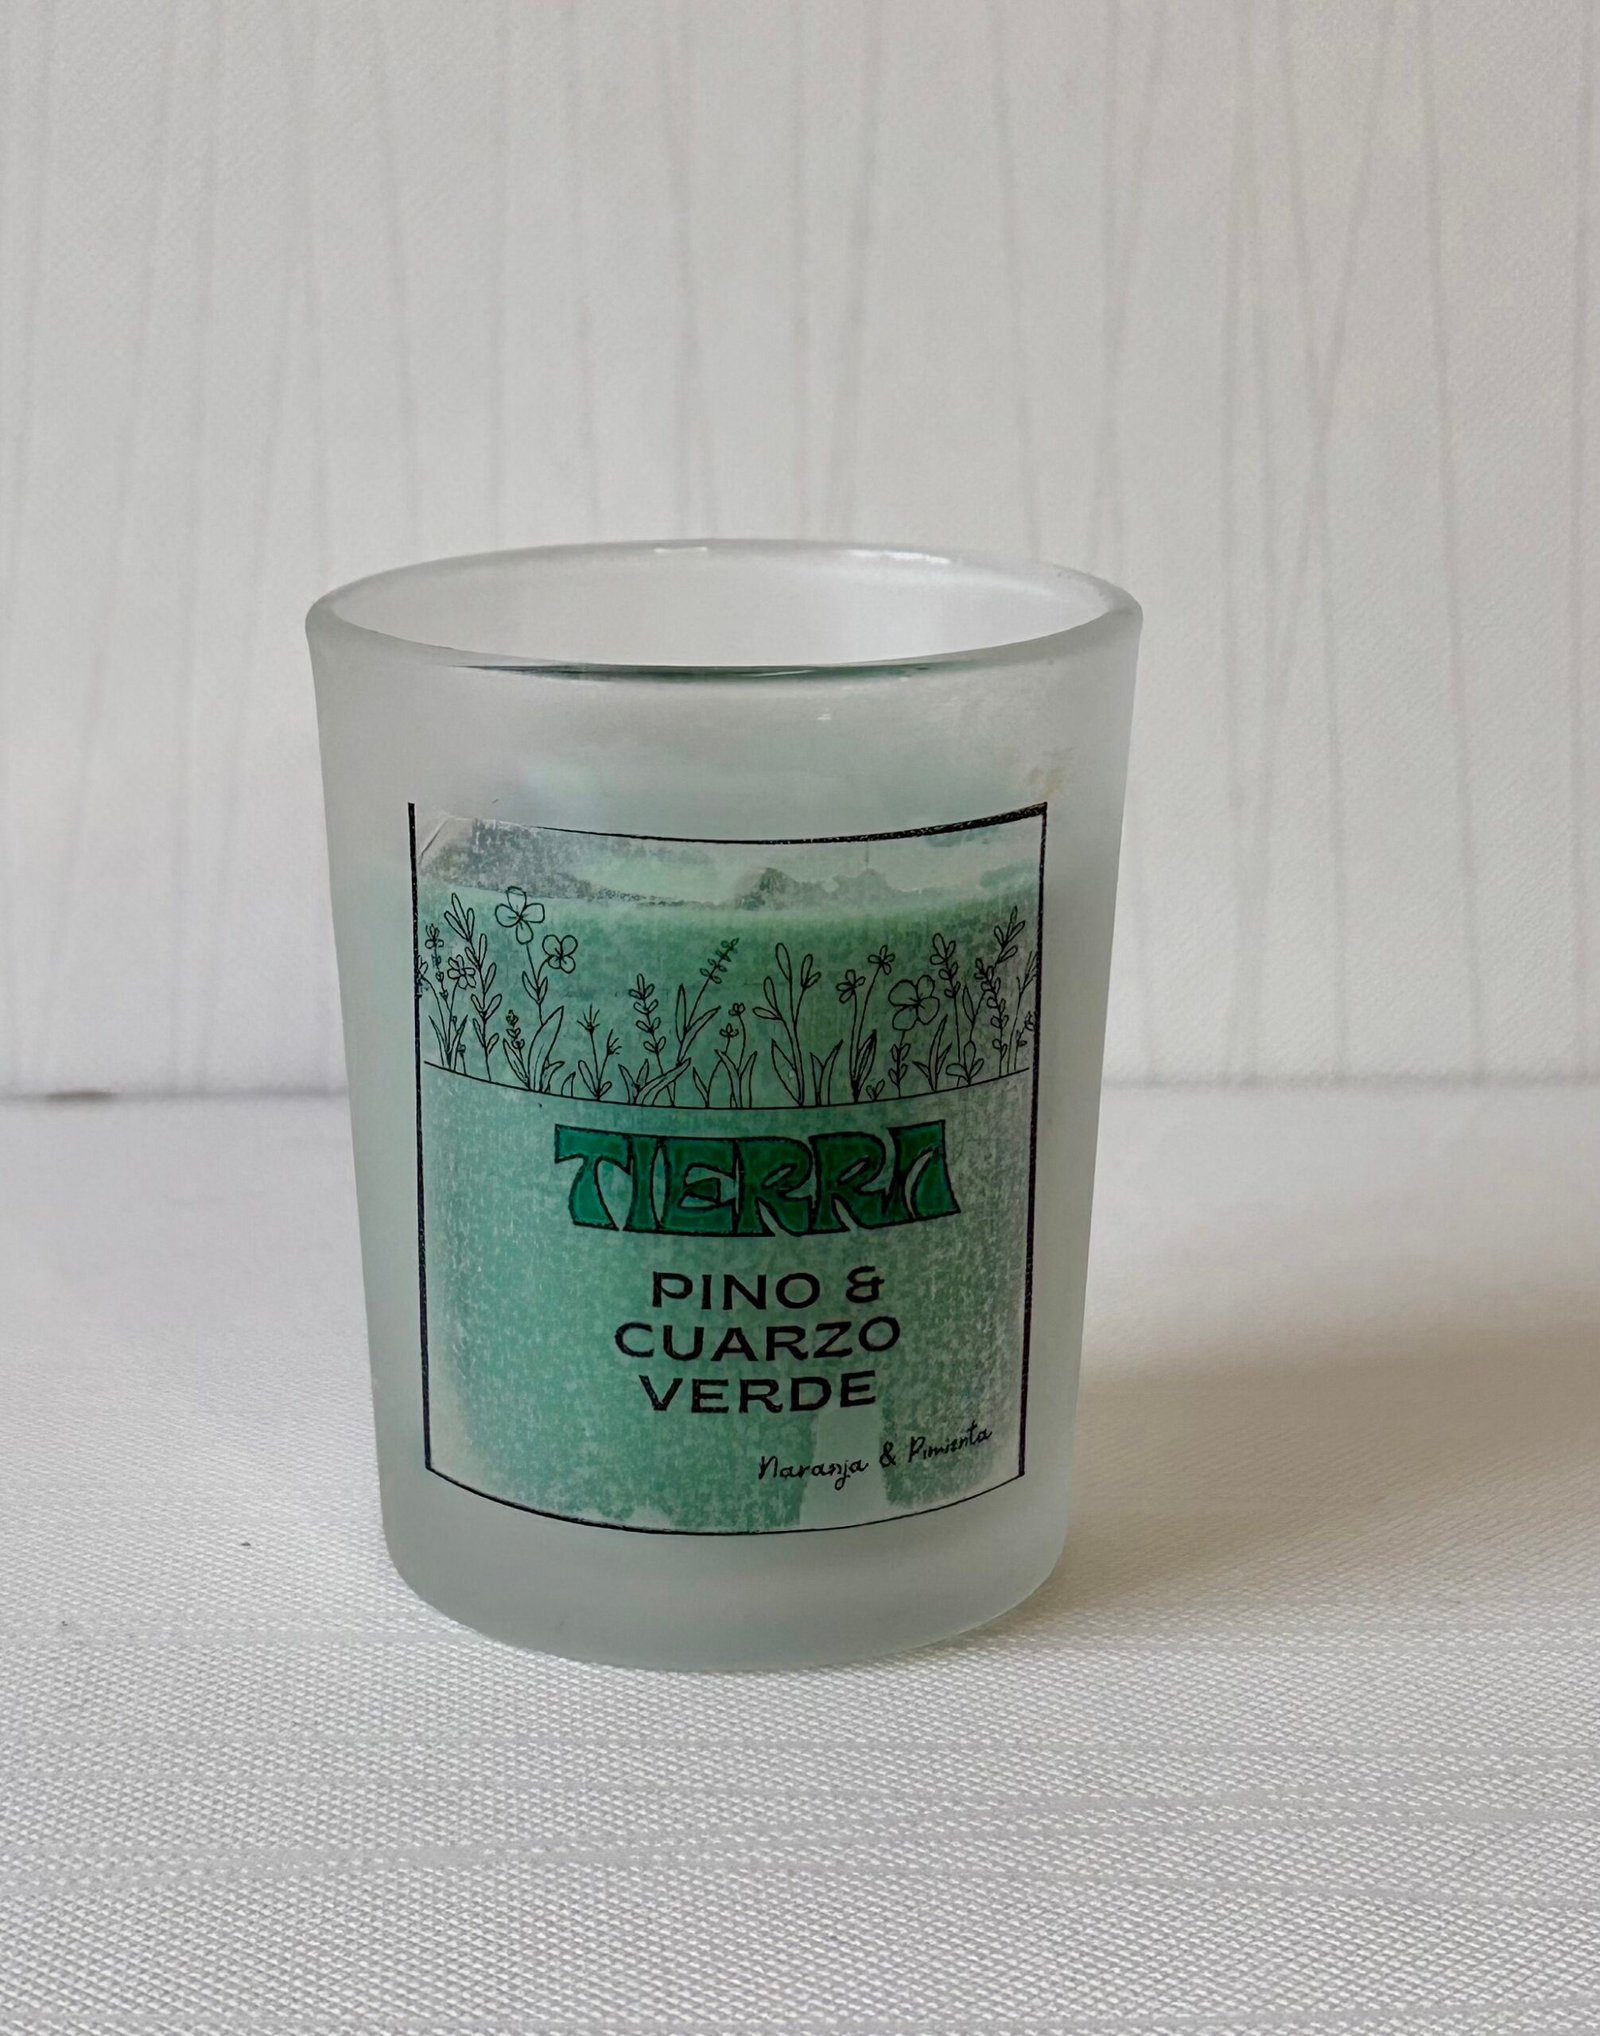 TIERRA
PINO &
CUARZO
VERDE
Naranja & Pimienta